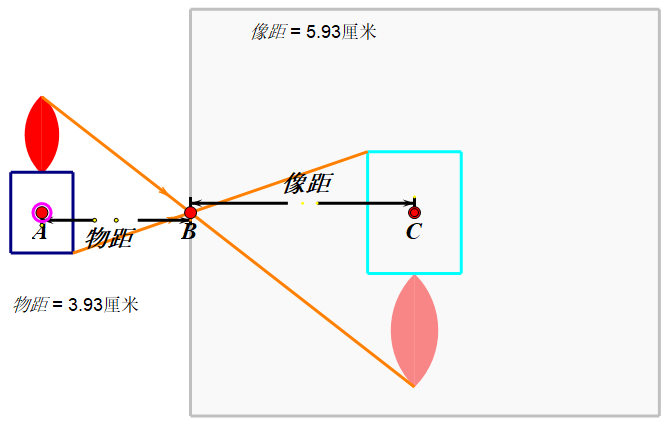 像距 = 5.93厘米
像距
A
物距
B
C
物距 = 3.93厘米